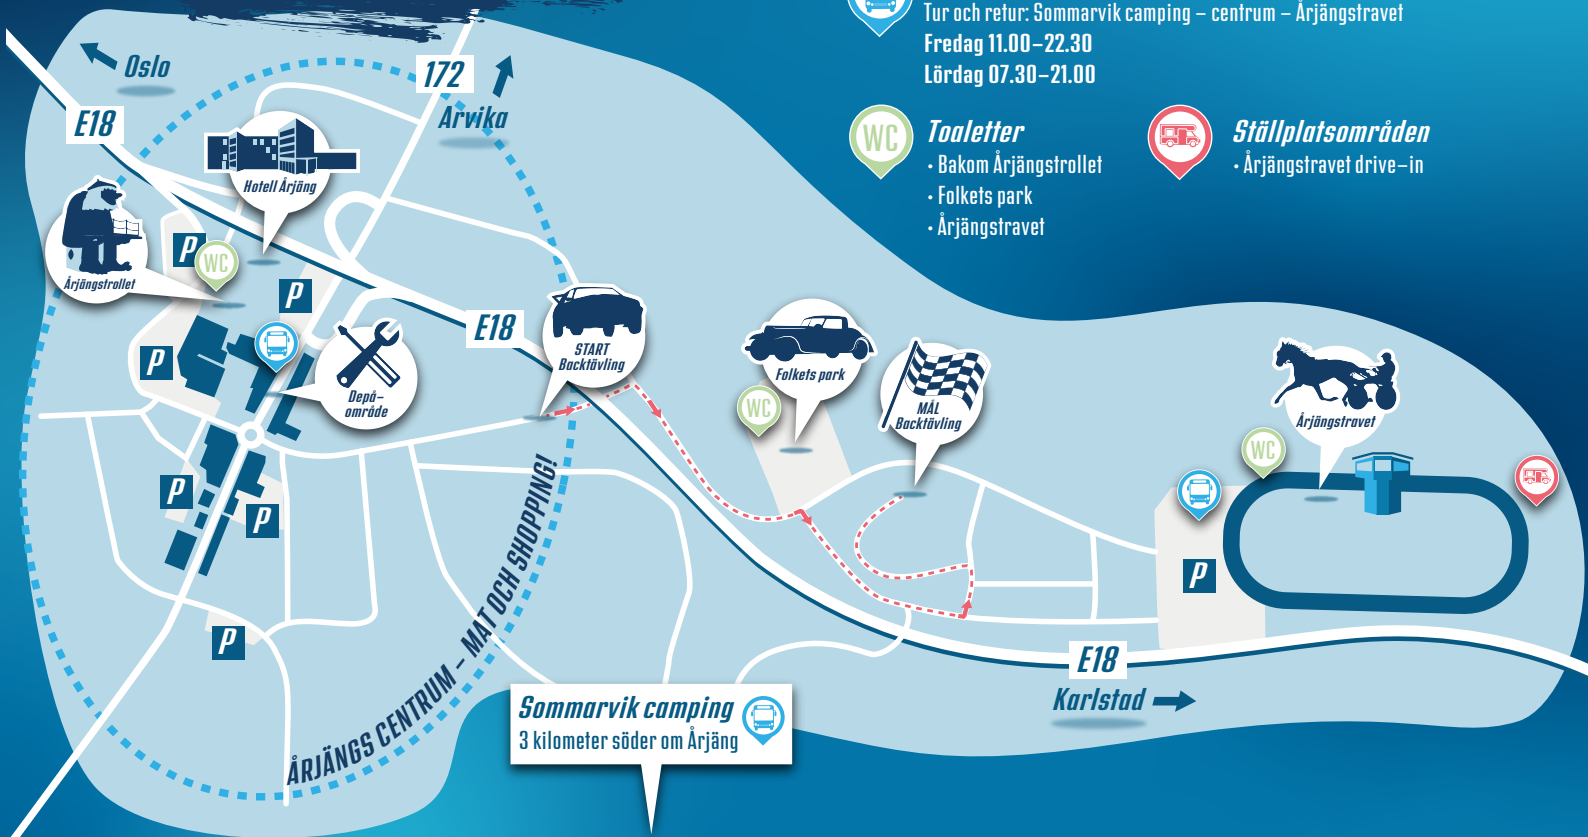 Tur och retur: Sommarvik camping – centrum – Årjängstravet
Fredag 11.00–22.30
Lördag 07.30–21.00
WC
Toaletter
• Bakom Årjängstrollet
• Folkets park
• Årjängstravet
Ställplatsområden
• Årjängstravet drive–in
Oslo
E18
172
Arvika
Hotell Årjäng
Årjängstrollet
P
WC
P
P
Depå–
område
E18
START
Backtävling
Folkets park
WC
MÅL
Backtävling
Årjängstravet
WC
P
P
P
P
ÅRJÄNGS CENTRUM – MAT OCH SHOPPING!
E18
Karlstad
Sommarvik camping
3 kilometer söder om Årjäng